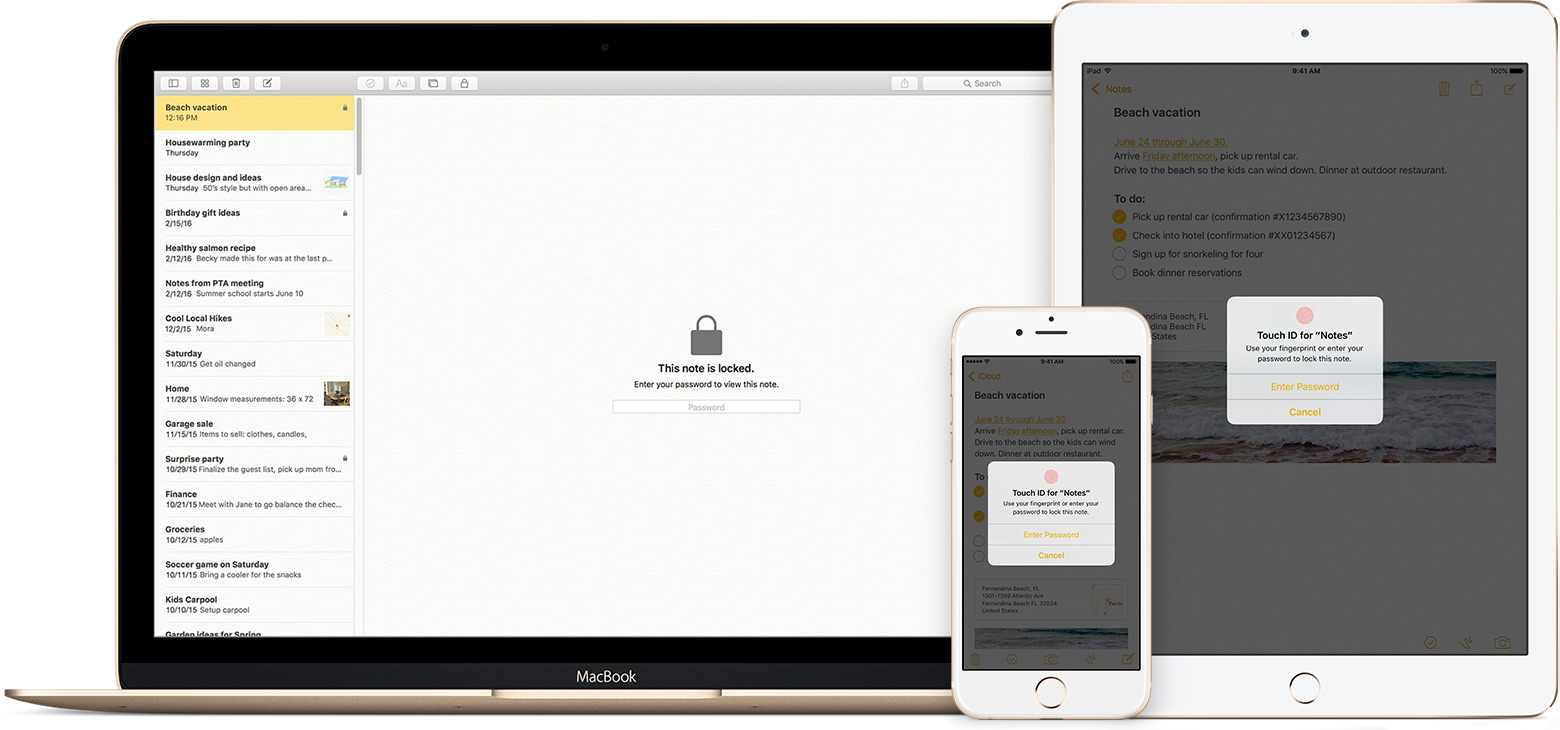 Search
Beach vacation
12:16 PM
Housewarming party
Thursday
House design and ideas
Thursday 50's style but with open area...
Birthday gift ideas
2/15/16
Healthy salmon recipe
2/12/16 Becky made this for was at the last p...
Notes from PTA meeting
2/12/16 Summer school starts June 10
Cool Local Hikes
12/2/15 Mora
Saturday
11/30/15 Get oil changed
Home
11/28/15 Window measurements: 36 x 72
Garage sale
11/15/15 Items to sell: clothes, candles,
Surprise party
10/29/15 Finalize the guest list, pick up mom fro...
Finance
10/21/15 Meet with Jane to go balance the chec...
Groceries
10/12/15 apples
Soccer game on Saturday
10/11/15 Bring a cooler for the snacks
Kids Carpool
10/10/15 Setup carpool
Garden ideas for Spring
Aa
This note is locked.
Enter your password to view this note.
Password
MacBook
9:41 AM 100%
iCloud
Beach vacation
June 24 through June 30.
Arrive Friday afternoon, pick up rental car.
Drive to the beach so the kids can wind
down. Dinner at outdoor restaurant.
To
Touch ID for “Notes”
Use your fingerprint or enter your
password to lock this note.
Enter Password
Cancel
Fernandina Beach, FL
1301-1399 Atlantic Ave
Fernandina Beach FL 32034
United States
iPad 9:41 AM 100%
Notes
Beach vacation
June 24 through June 30.
Arrive Friday afternoon, pick up rental car.
Drive to the beach so the kids can wind down. Dinner at outdoor restaurant.
To do:
Pick up rental car (confirmation #X1234567890)
Check into hotel (confirmation #XX01234567)
Sign up for snorkeling for four
Book dinner reservations
ndina Beach, FL
ndina Beach FL
States
Touch ID for “Notes”
Use your fingerprint or enter your
password to lock this note.
Enter Password
Cancel